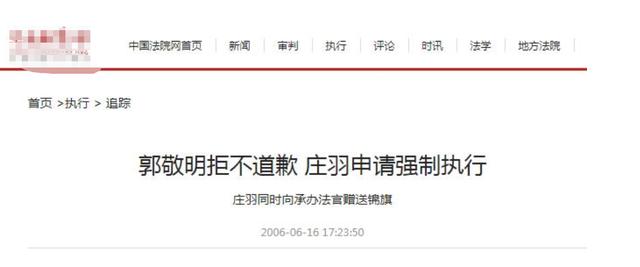 中国法院网首页 新闻 审判 执行 评论 时讯 法学 地方法院
首页 >执行 > 追踪
郭敬明拒不道歉 庄羽申请强制执行
庄羽同时向承办法官赠送锦旗
2006-06-16 17:23:50